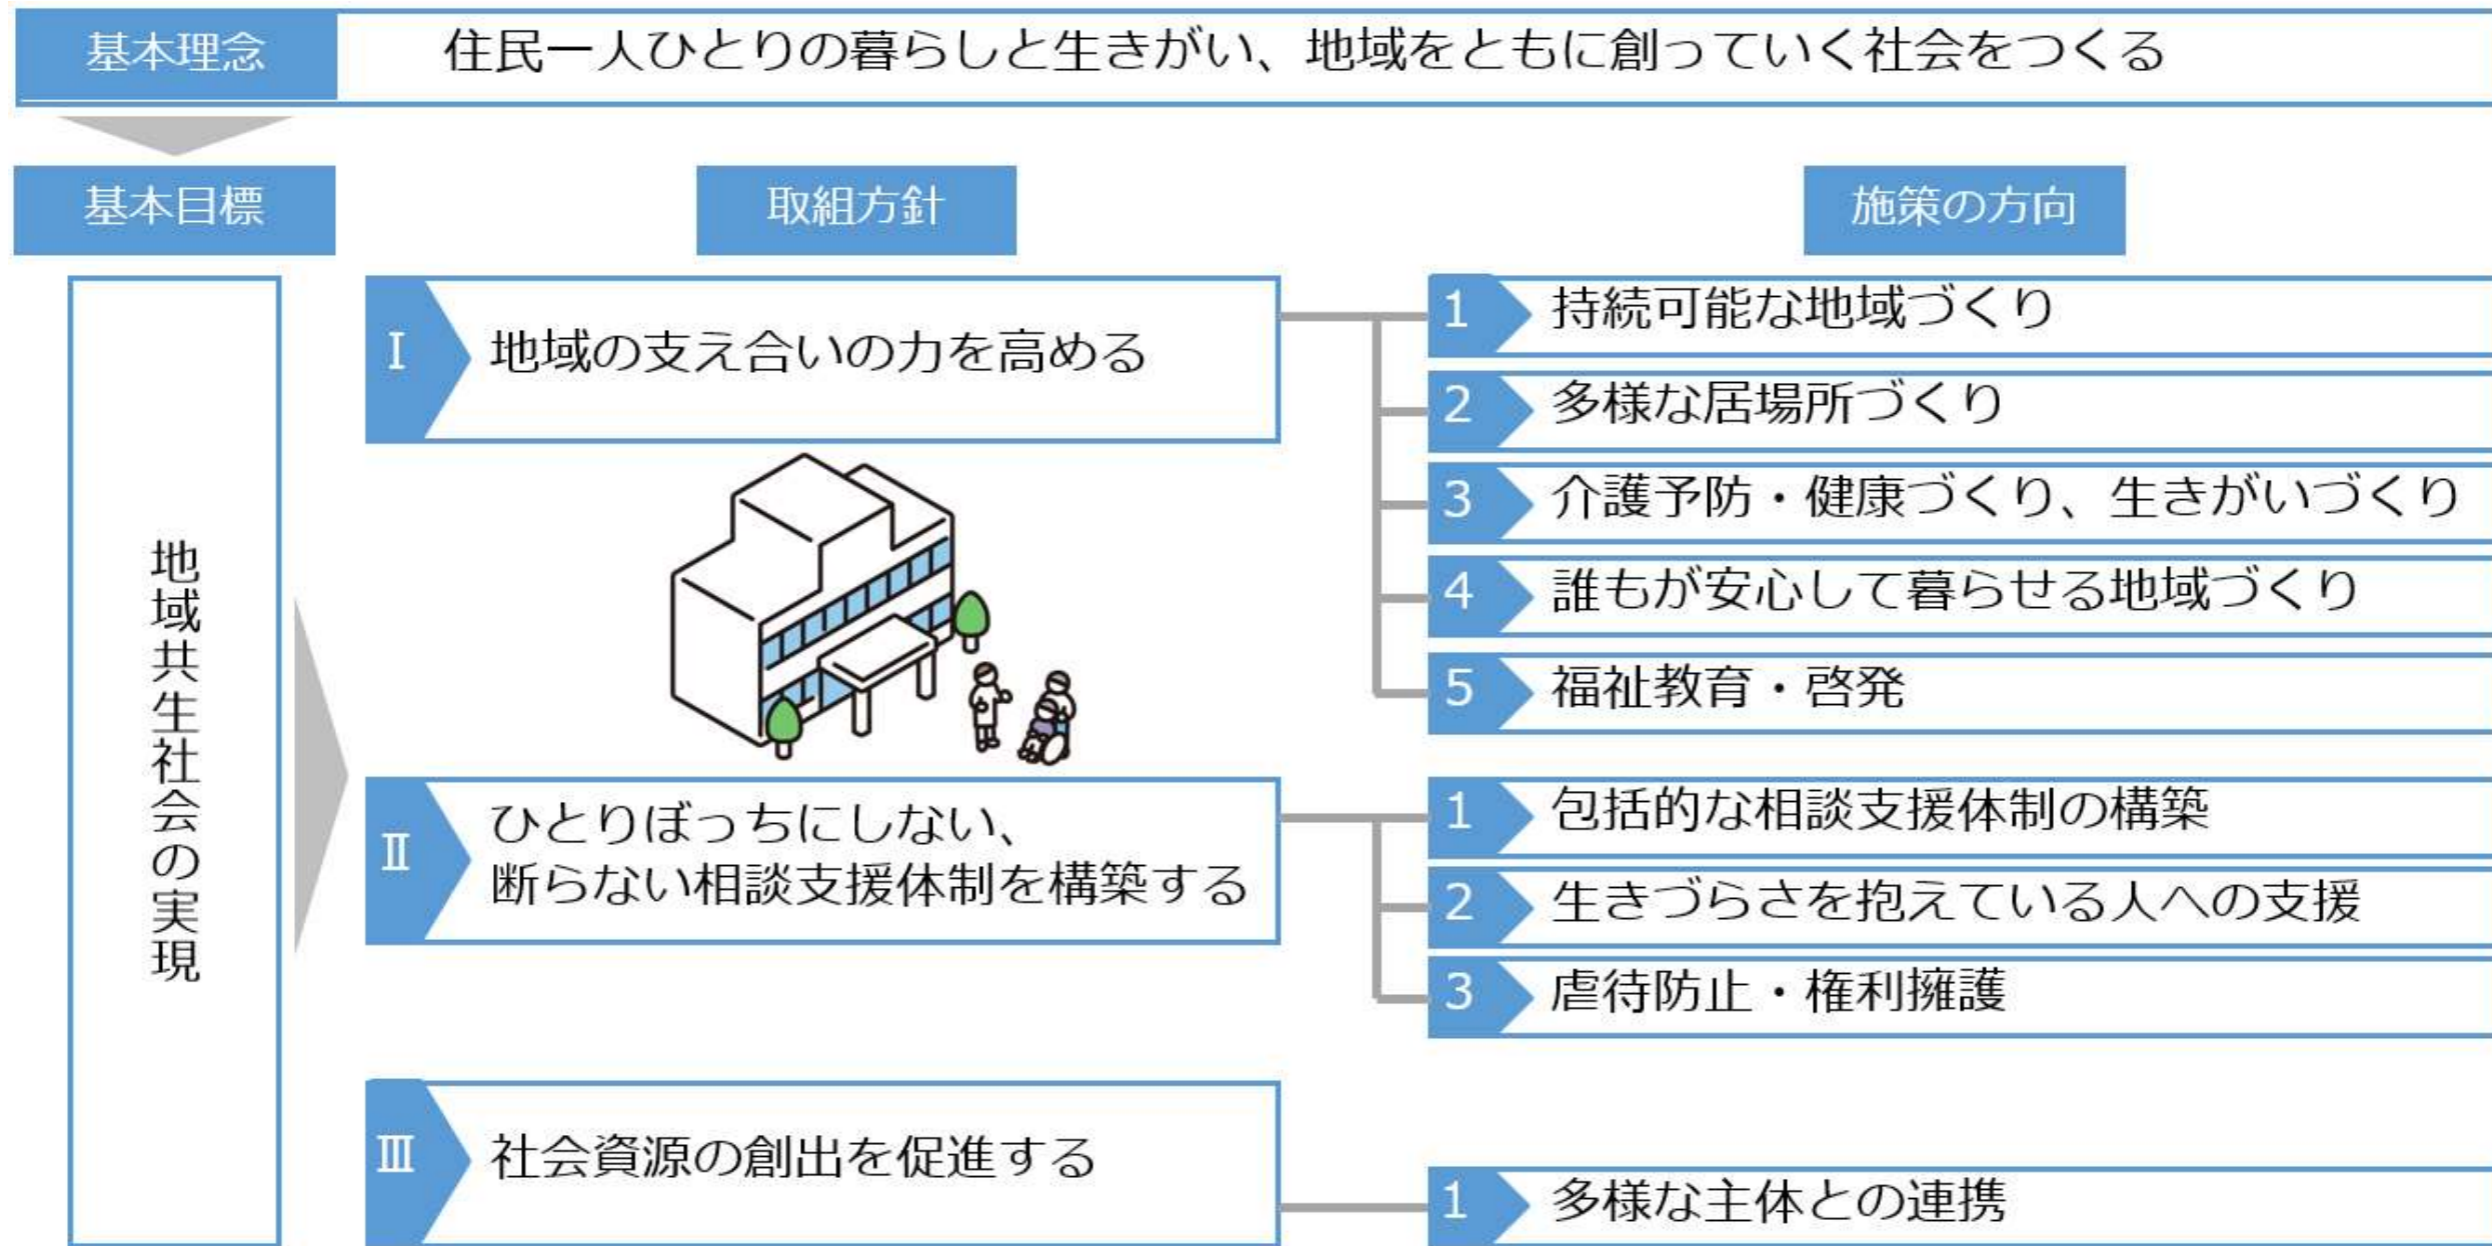 基本理念
住民一人ひとりの暮らしと生きがい、地域をともに創っていく社会をつくる
基本目標
取組方針
施策の方向
地域共生社会の実現
Ⅰ
地域の支え合いの力を高める
1
持続可能な地域づくり
2
多様な居場所づくり
3
介護予防・健康づくり、生きがいづくり
4
誰もが安心して暮らせる地域づくり
5
福祉教育・啓発
Ⅱ
ひとりぼっちにしない、
断らない相談支援体制を構築する
1
包括的な相談支援体制の構築
2
生きづらさを抱えている人への支援
3
虐待防止・権利擁護
Ⅲ
社会資源の創出を促進する
1
多様な主体との連携